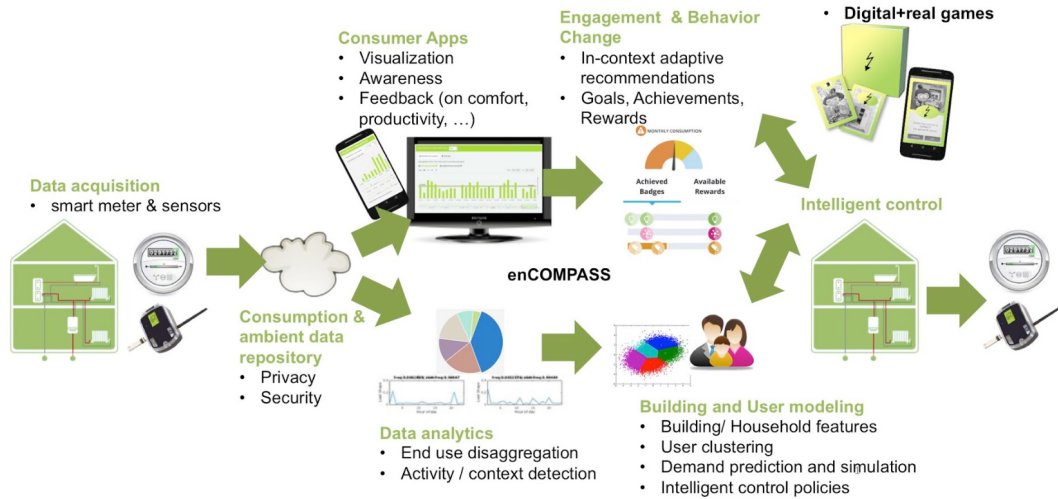 Consumer Apps
• Visualization
• Awareness
• Feedback (on comfort,
productivity, …)
Engagement & Behavior
Change
• In-context adaptive
recommendations
• Goals, Achievements,
Rewards
• Digital+real games
MONTHLY CONSUMPTION
Achieved
Badges
Available
Rewards
Data acquisition
• smart meter & sensors
Intelligent control
enCOMPASS
Consumption &
ambient data
repository
• Privacy
• Security
Data analytics
• End use disaggregation
• Activity / context detection
Building and User modeling
• Building/ Household features
• User clustering
• Demand prediction and simulation
• Intelligent control policies